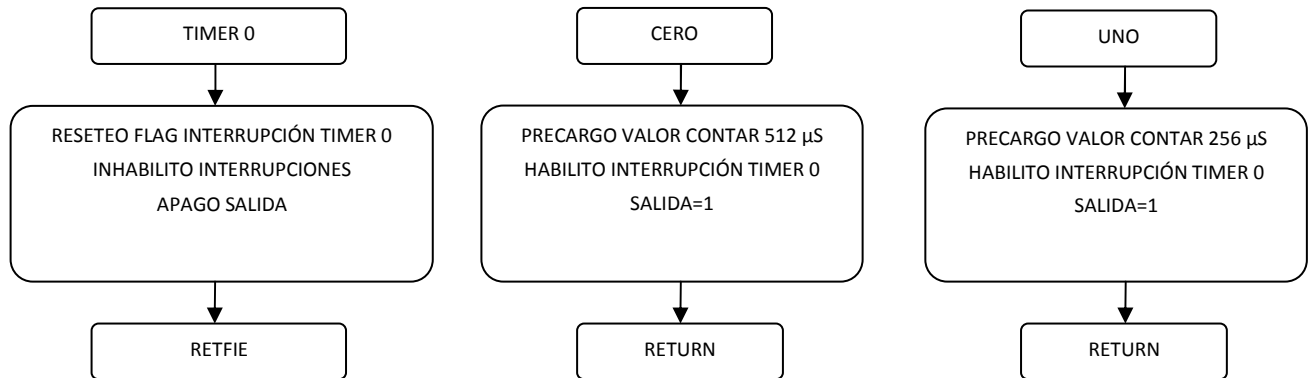 TIMER 0
RESETEO FLAG INTERRUPCIÓN TIMER 0
INHABILITO INTERRUPCIONES
APAGO SALIDA
RETFIE
CERO
PRECARGO VALOR CONTAR 512 µS
HABILITO INTERRUPCIÓN TIMER 0
SALIDA=1
RETURN
UNO
PRECARGO VALOR CONTAR 256 µS
HABILITO INTERRUPCIÓN TIMER 0
SALIDA=1
RETURN